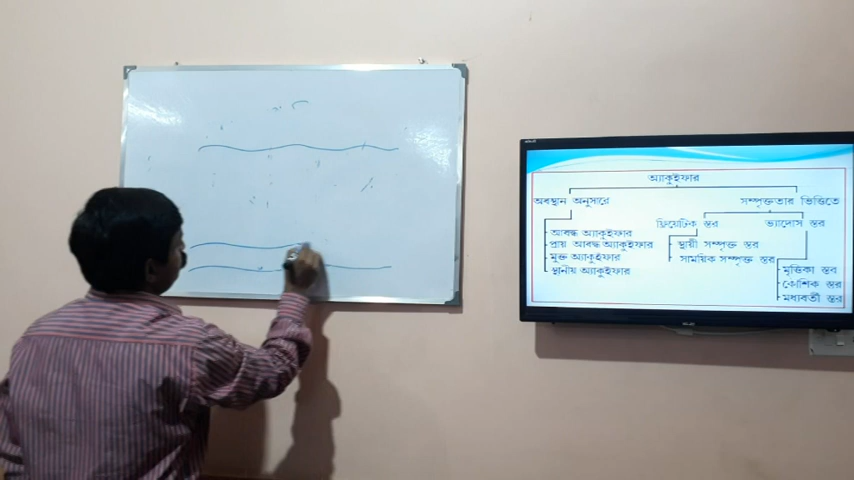 অ্যাকুইফার
অবস্থান অনুসারে
সম্পৃক্ততার ভিত্তিতে
আবদ্ধ অ্যাকুইফার
প্রায় আবদ্ধ অ্যাকুইফার
মুক্ত অ্যাকুইফার
স্থানীয় অ্যাকুইফার
ফ্রিয়েটিক স্তর
ভ্যাদোস স্তর
স্থায়ী সম্পৃক্ত স্তর
সাময়িক সম্পৃক্ত স্তর
মৃত্তিকা স্তর
কৌশিক স্তর
মধ্যবর্তী স্তর